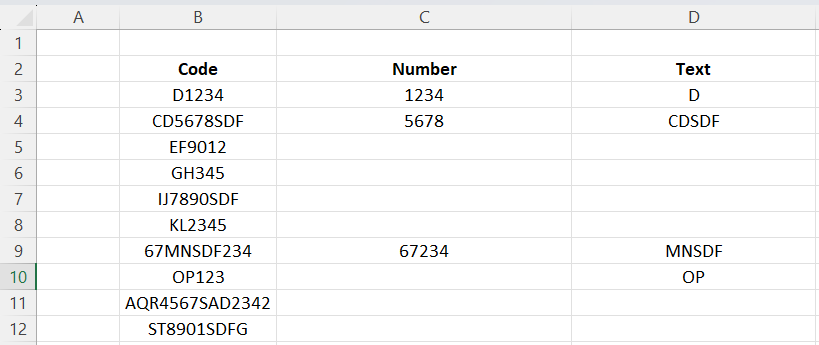 A B C D
1
2 Code Number Text
3 D1234 1234 D
4 CD5678SDF 5678 CDSDF
5 EF9012
6 GH345
7 IJ7890SDF
8 KL2345
9 67MNSDF234 67234 MNSDF
10 OP123 OP
11 AQR4567SAD2342
12 ST8901SDFG